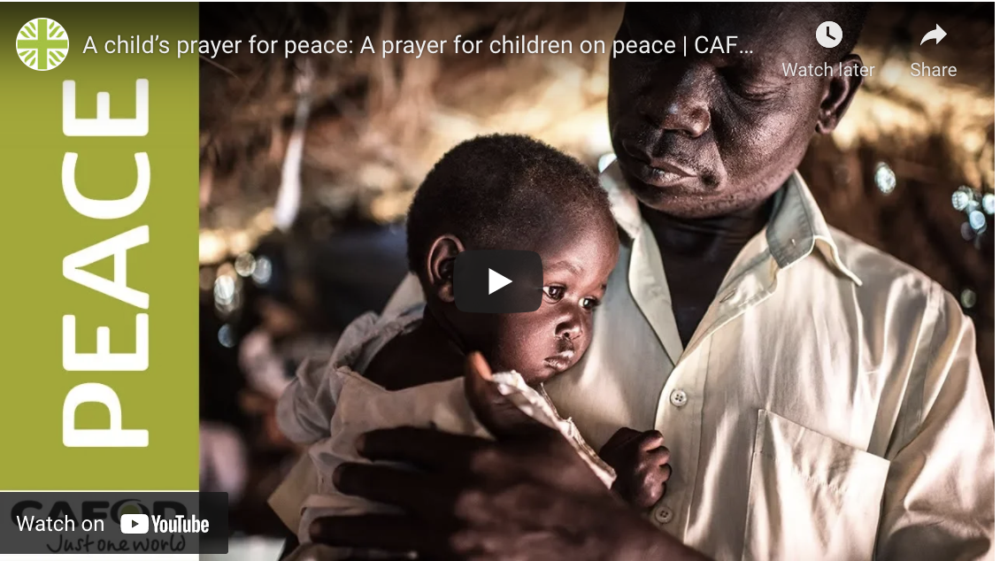 A child’s prayer for peace: A prayer for children on peace | CAF...
Watch later
Share
PEACE
CAFOD
Just one world
Watch on YouTube